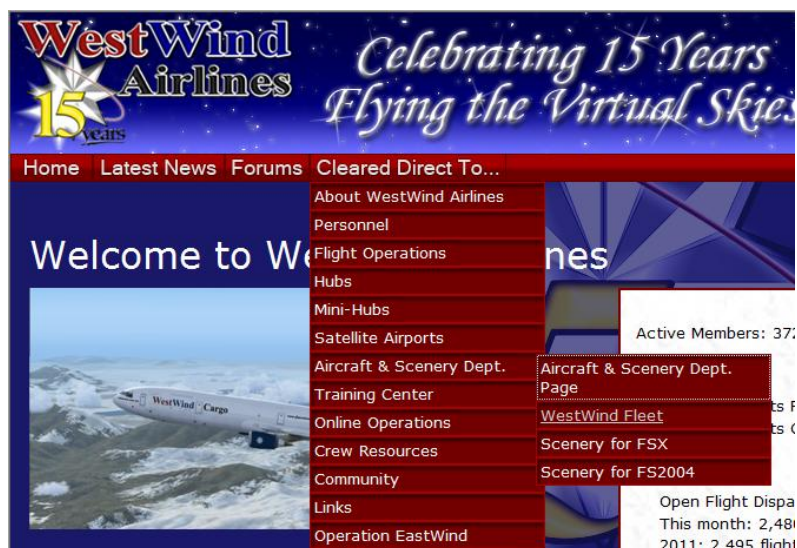 WestWind
Airlines
15
years
Celebrating 15 Years
Flying the Virtual Skies
Home Latest News Forums Cleared Direct To...
About WestWind Airlines
Personnel
Flight Operations
Hubs
Mini-Hubs
Satellite Airports
Aircraft & Scenery Dept.
Training Center
Online Operations
Crew Resources
Community
Links
Operation EastWind
Aircraft & Scenery Dept.
Page
WestWind Fleet
Scenery for FSX
Scenery for FS2004
Welcome to We nes
WestWind Cargo
Active Members: 372
ts
ts
Open Flight Dispa
This month: 2,48
2011: 2,495 flight